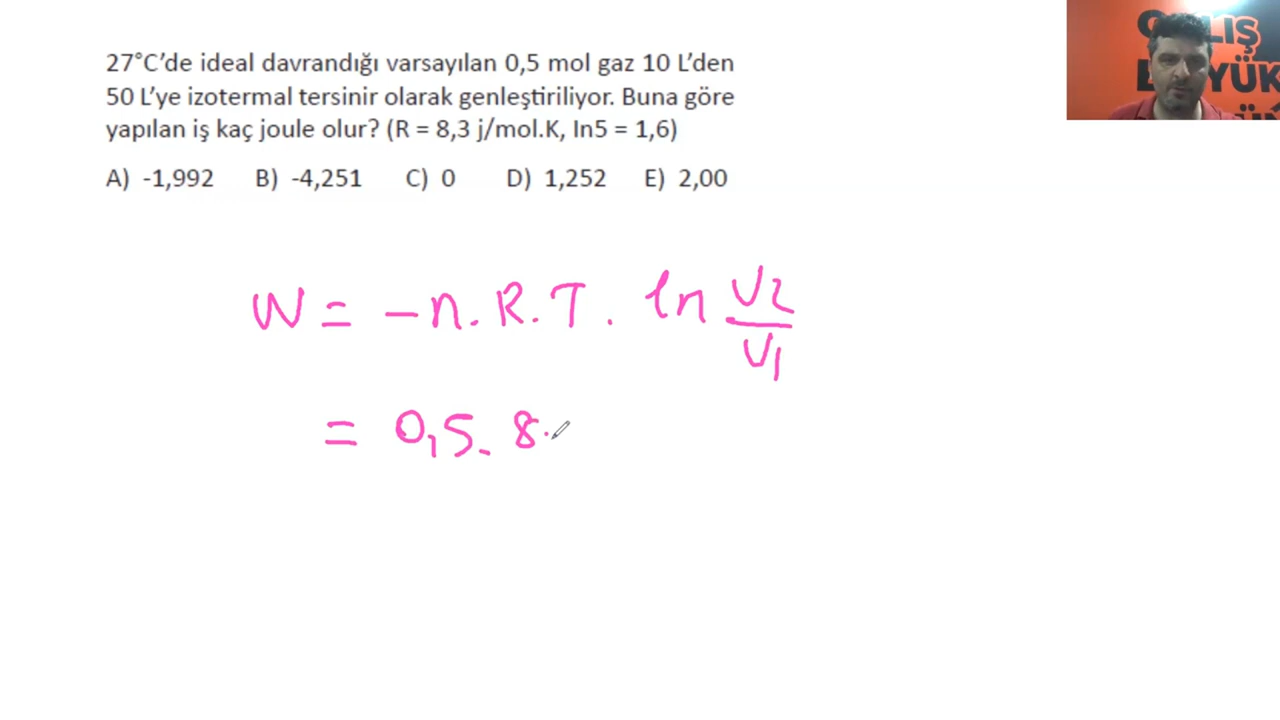 27°C’de ideal davrandığı varsayılan 0,5 mol gaz 10 L’den
50 L’ye izotermal tersinir olarak genleştiriliyor. Buna göre
yapılan iş kaç joule olur? (R = 8,3 j/mol.K, In5 = 1,6)
A) -1,992 B) -4,251 C) 0 D) 1,252 E) 2,00
W = -n.R.T. ln V2/V1
= 0,5. 8.